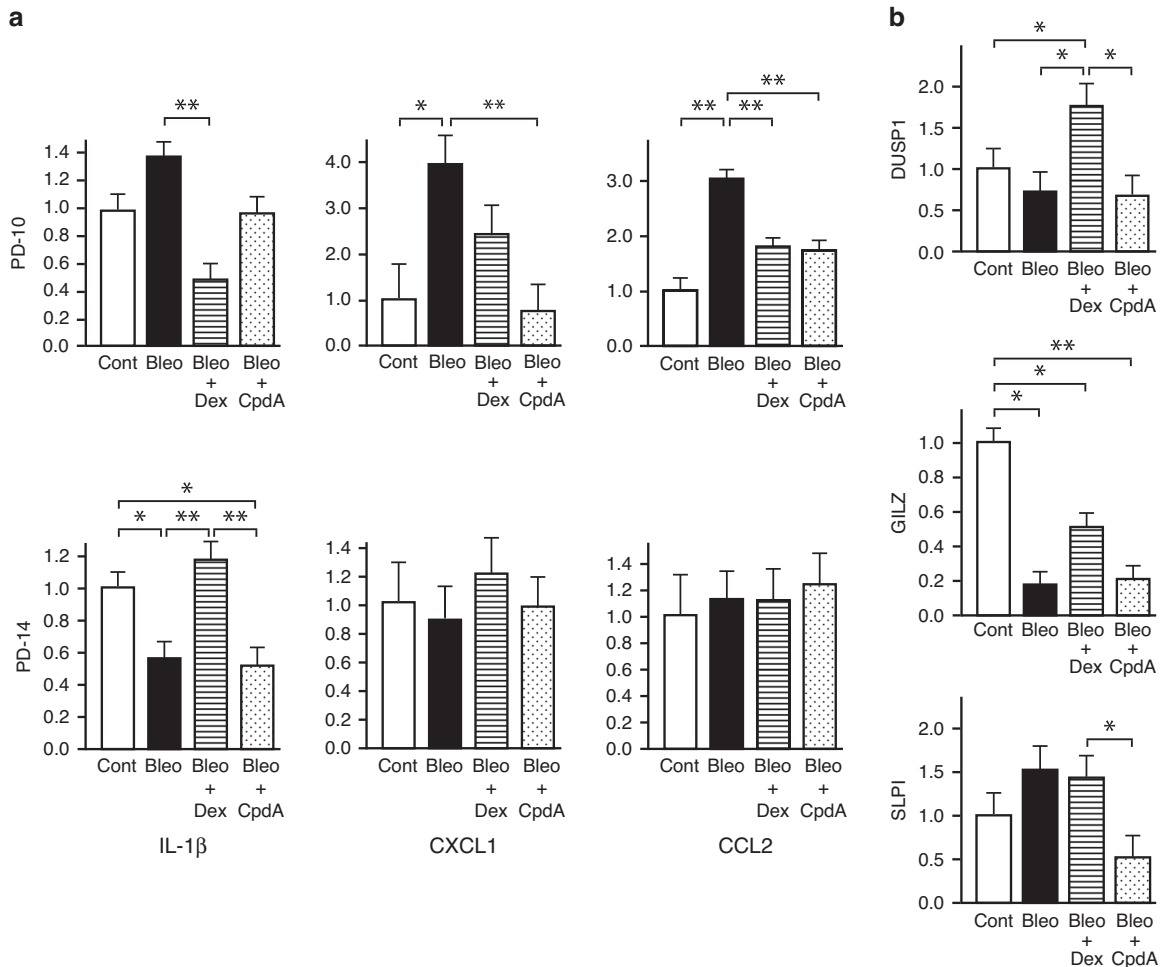 a
PD-10
**
1.4
1.2
1.0
0.8
0.6
0.4
0.2
0.0
Cont Bleo Bleo Bleo
+ +
Dex CpdA
* **
4.0
3.0
2.0
1.0
0.0
Cont Bleo Bleo Bleo
+ +
Dex CpdA
**
** **
3.0
2.0
1.0
0.0
Cont Bleo Bleo Bleo
+ +
Dex CpdA
PD-14
*
* ** **
1.2
1.0
0.8
0.6
0.4
0.2
0.0
Cont Bleo Bleo Bleo
+ +
Dex CpdA
IL-1β
1.4
1.2
1.0
0.8
0.6
0.4
0.2
0.0
Cont Bleo Bleo Bleo
+ +
Dex CpdA
CXCL1
1.4
1.2
1.0
0.8
0.6
0.4
0.2
0.0
Cont Bleo Bleo Bleo
+ +
Dex CpdA
CCL2
b
*
* *
DUSP1
2.0
1.5
1.0
0.5
0.0
Cont Bleo Bleo Bleo
+ +
Dex CpdA
**
*
*
GILZ
1.0
0.8
0.6
0.4
0.2
0.0
Cont Bleo Bleo Bleo
+ +
Dex CpdA
*
SLPI
2.0
1.5
1.0
0.5
0.0
Cont Bleo Bleo Bleo
+ +
Dex CpdA